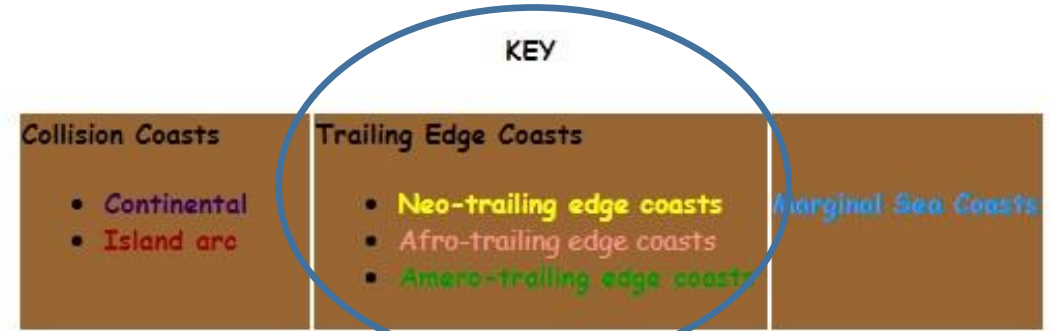 KEY
Collision Coasts
• Continental
• Island arc
Trailing Edge Coasts
• Neo-trailing edge coasts
• Afro-trailing edge coasts
• Amero-trailing edge coasts
Marginal Sea Coasts